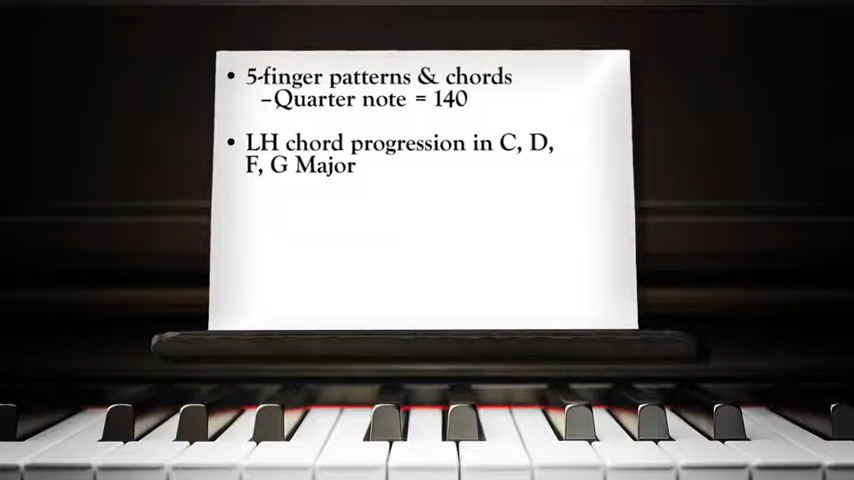 • 5-finger patterns & chords
–Quarter note = 140
• LH chord progression in C, D,
F, G Major